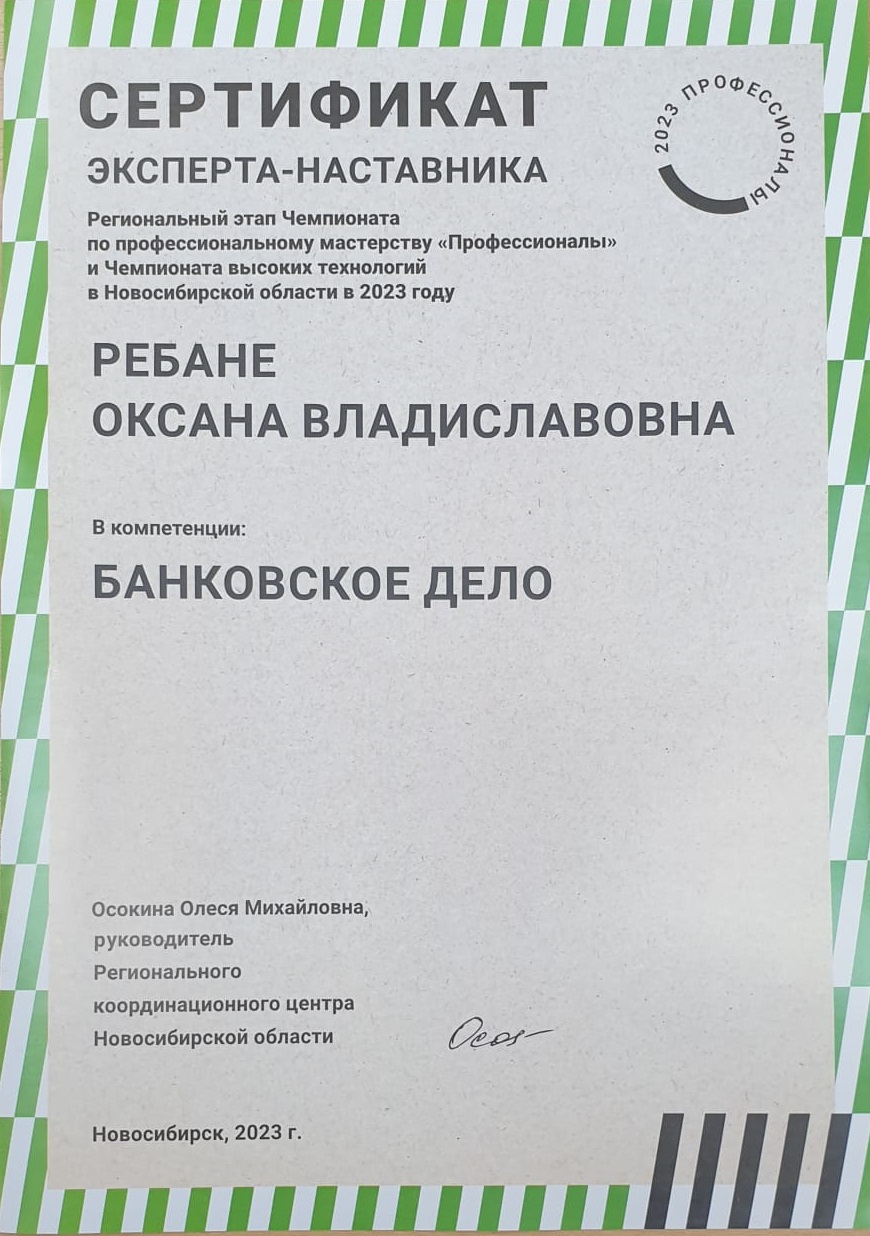 СЕРТИФИКАТ
ЭКСПЕРТА-НАСТАВНИКА
2023 ПРОФЕССИОНАЛЫ
Региональный этап Чемпионата
по профессиональному мастерству «Профессионалы»
и Чемпионата высоких технологий
в Новосибирской области в 2023 году
РЕБАНЕ
ОКСАНА ВЛАДИСЛАВОВНА
В компетенции:
БАНКОВСКОЕ ДЕЛО
Осокина Олеся Михайловна,
руководитель
Регионального
координационного центра
Новосибирской области
Новосибирск, 2023 г.